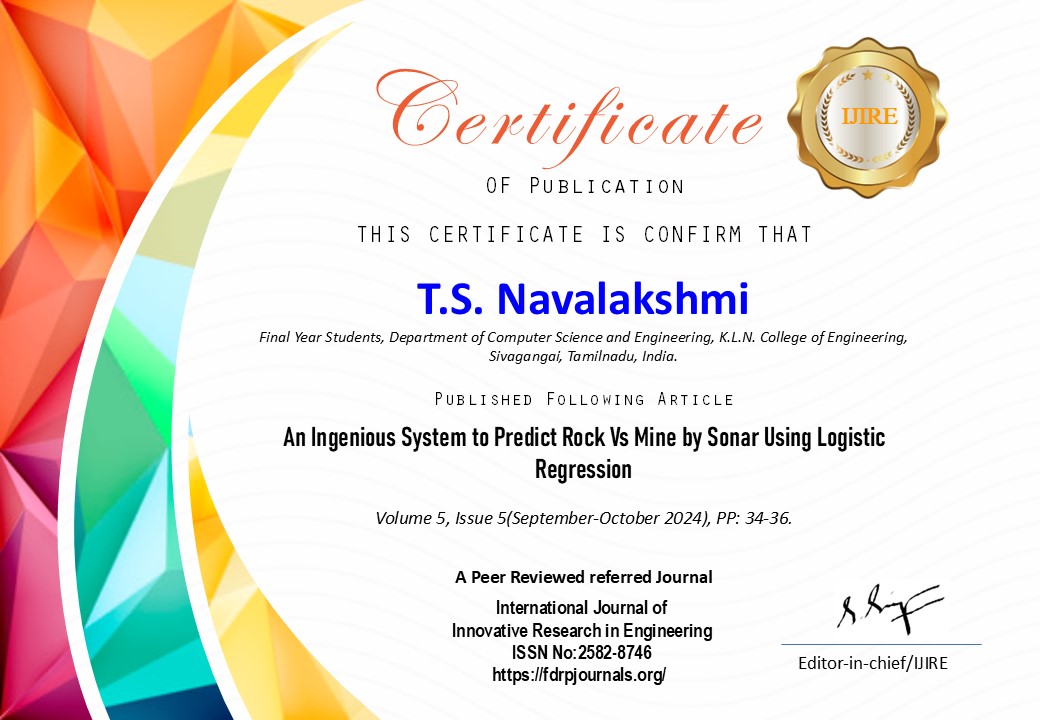 Certificate
IJIRE
OF Publication
THIS CERTIFICATE IS CONFIRM THAT
T.S. Navalakshmi
Final Year Students, Department of Computer Science and Engineering, K.L.N. College of Engineering,
Sivagangai, Tamilnadu, India.
Published Following Article
An Ingenious System to Predict Rock Vs Mine by Sonar Using Logistic
Regression
Volume 5, Issue 5(September-October 2024), PP: 34-36.
A Peer Reviewed referred Journal
International Journal of
Innovative Research in Engineering
ISSN No:2582-8746
https://fdrpjournals.org/
Editor-in-chief/IJIRE